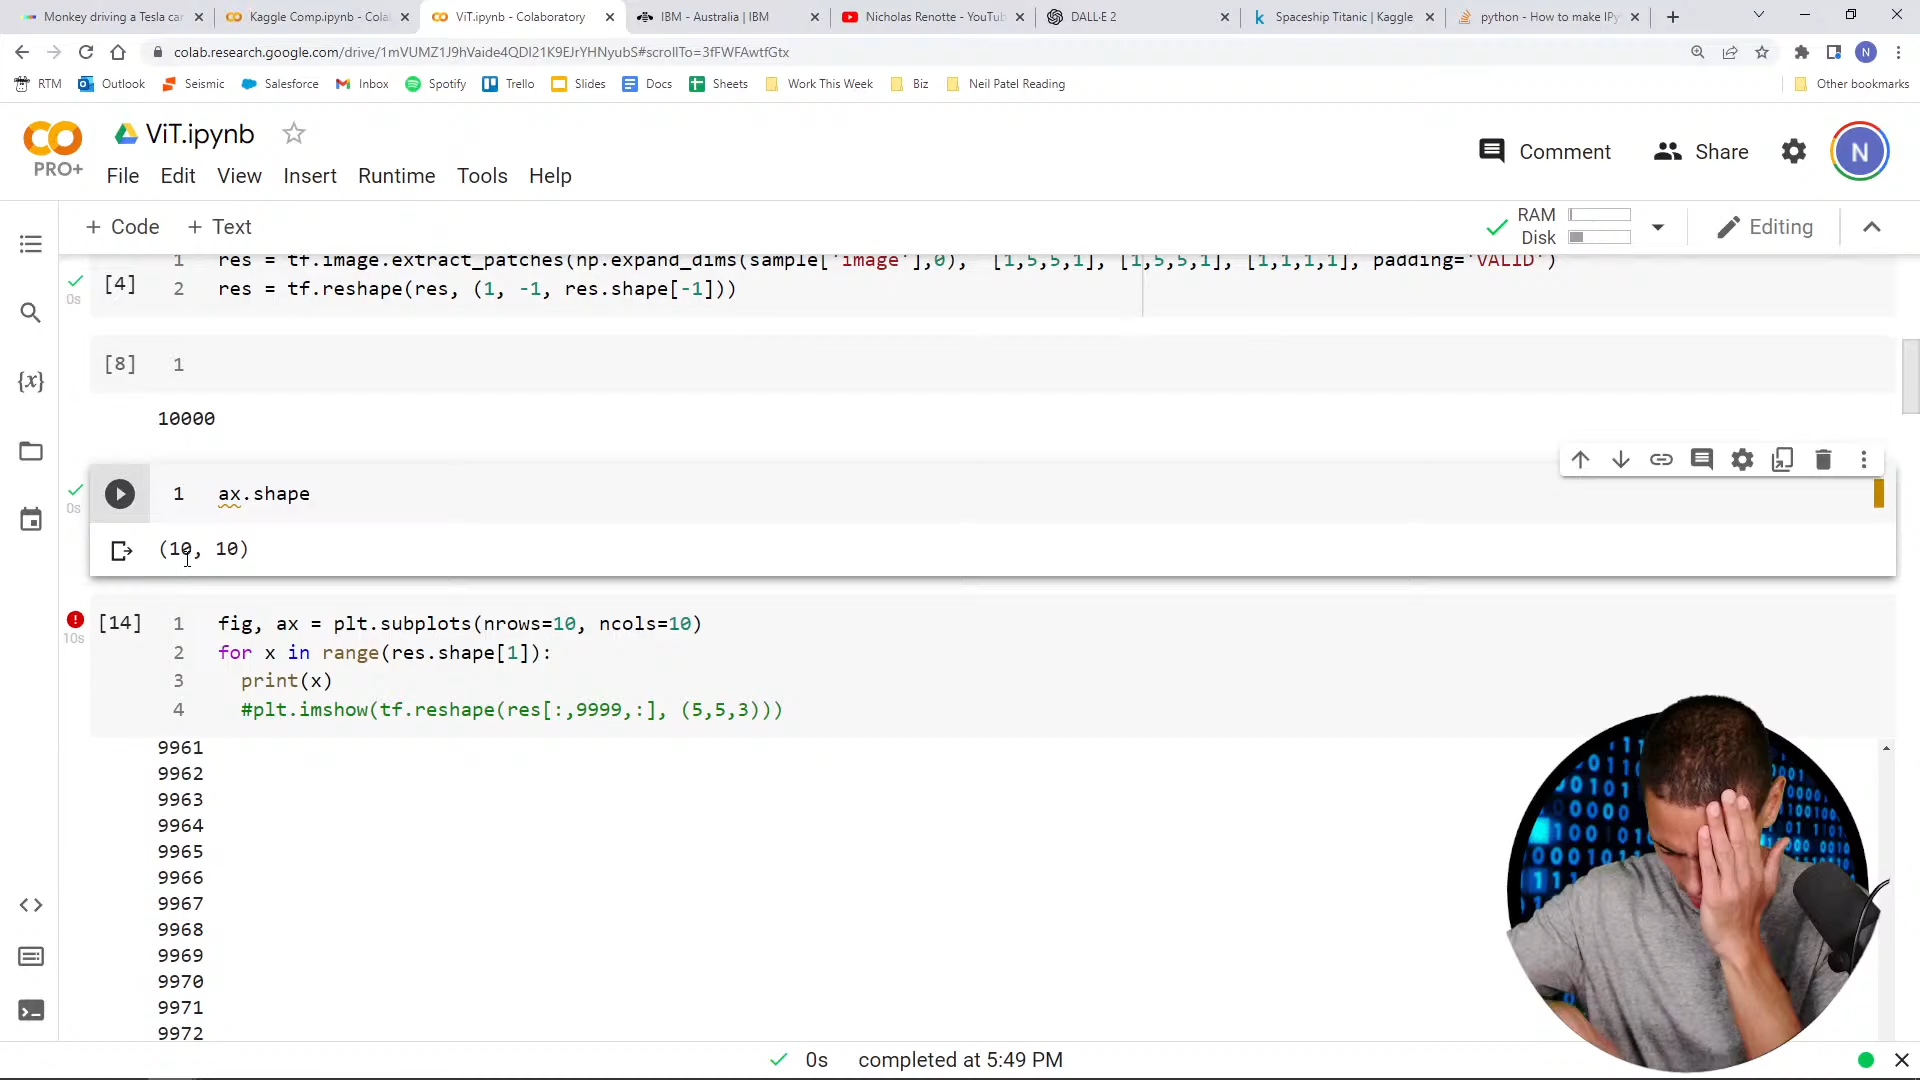 Monkey driving a Tesla car
Kaggle Comp.ipynb - Cola
ViT.ipynb - Colaboratory
IBM - Australia | IBM
Nicholas Renotte - YouTub
DALL·E 2
Spaceship Titanic | Kaggle
python - How to make IPy
colab.research.google.com/drive/1mVUMZ1J9hVaide4QDI21K9EJrYHNyubS#scrollTo=3fFWFAwtfGtx
N
RTM
Outlook
Seismic
Salesforce
Inbox
Spotify
Trello
Slides
Docs
Sheets
Work This Week
Biz
Neil Patel Reading
Other bookmarks
PRO+
ViT.ipynb
File Edit View Insert Runtime Tools Help
Comment
Share
N
+ Code + Text
RAM
Disk
Editing
[4]
0s
1 res = tf.image.extract_patches(np.expand_dims(sample['image'],0), [1,5,5,1], [1,5,5,1], [1,1,1,1], padding='VALID')
2 res = tf.reshape(res, (1, -1, res.shape[-1]))
[8] 1
10000
0s
1 ax.shape
(10, 10)
[14]
10s
1 fig, ax = plt.subplots(nrows=10, ncols=10)
2 for x in range(res.shape[1]):
3 print(x)
4 #plt.imshow(tf.reshape(res[:,9999,:], (5,5,3)))
9961
9962
9963
9964
9965
9966
9967
9968
9969
9970
9971
9972
{x}
0s completed at 5:49 PM